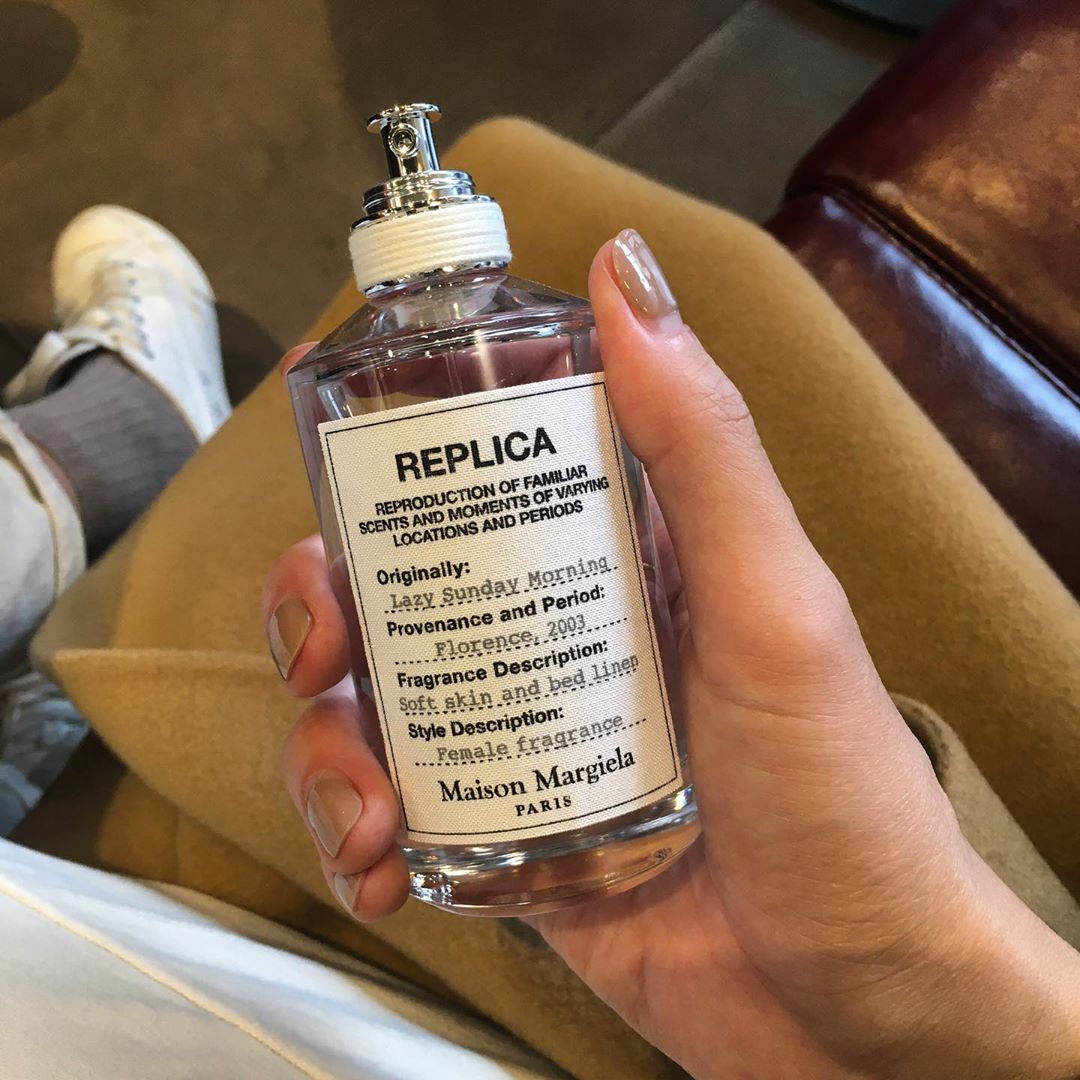 REPLICA
REPRODUCTION OF FAMILIAR
SCENTS AND MOMENTS OF VARYING
LOCATIONS AND PERIODS
Originally:
Lazy Sunday Morning
Provenance and Period:
Florence, 2003
Fragrance Description:
Soft skin and bed linen
Style Description:
Female fragrance
Maison Margiela
PARIS